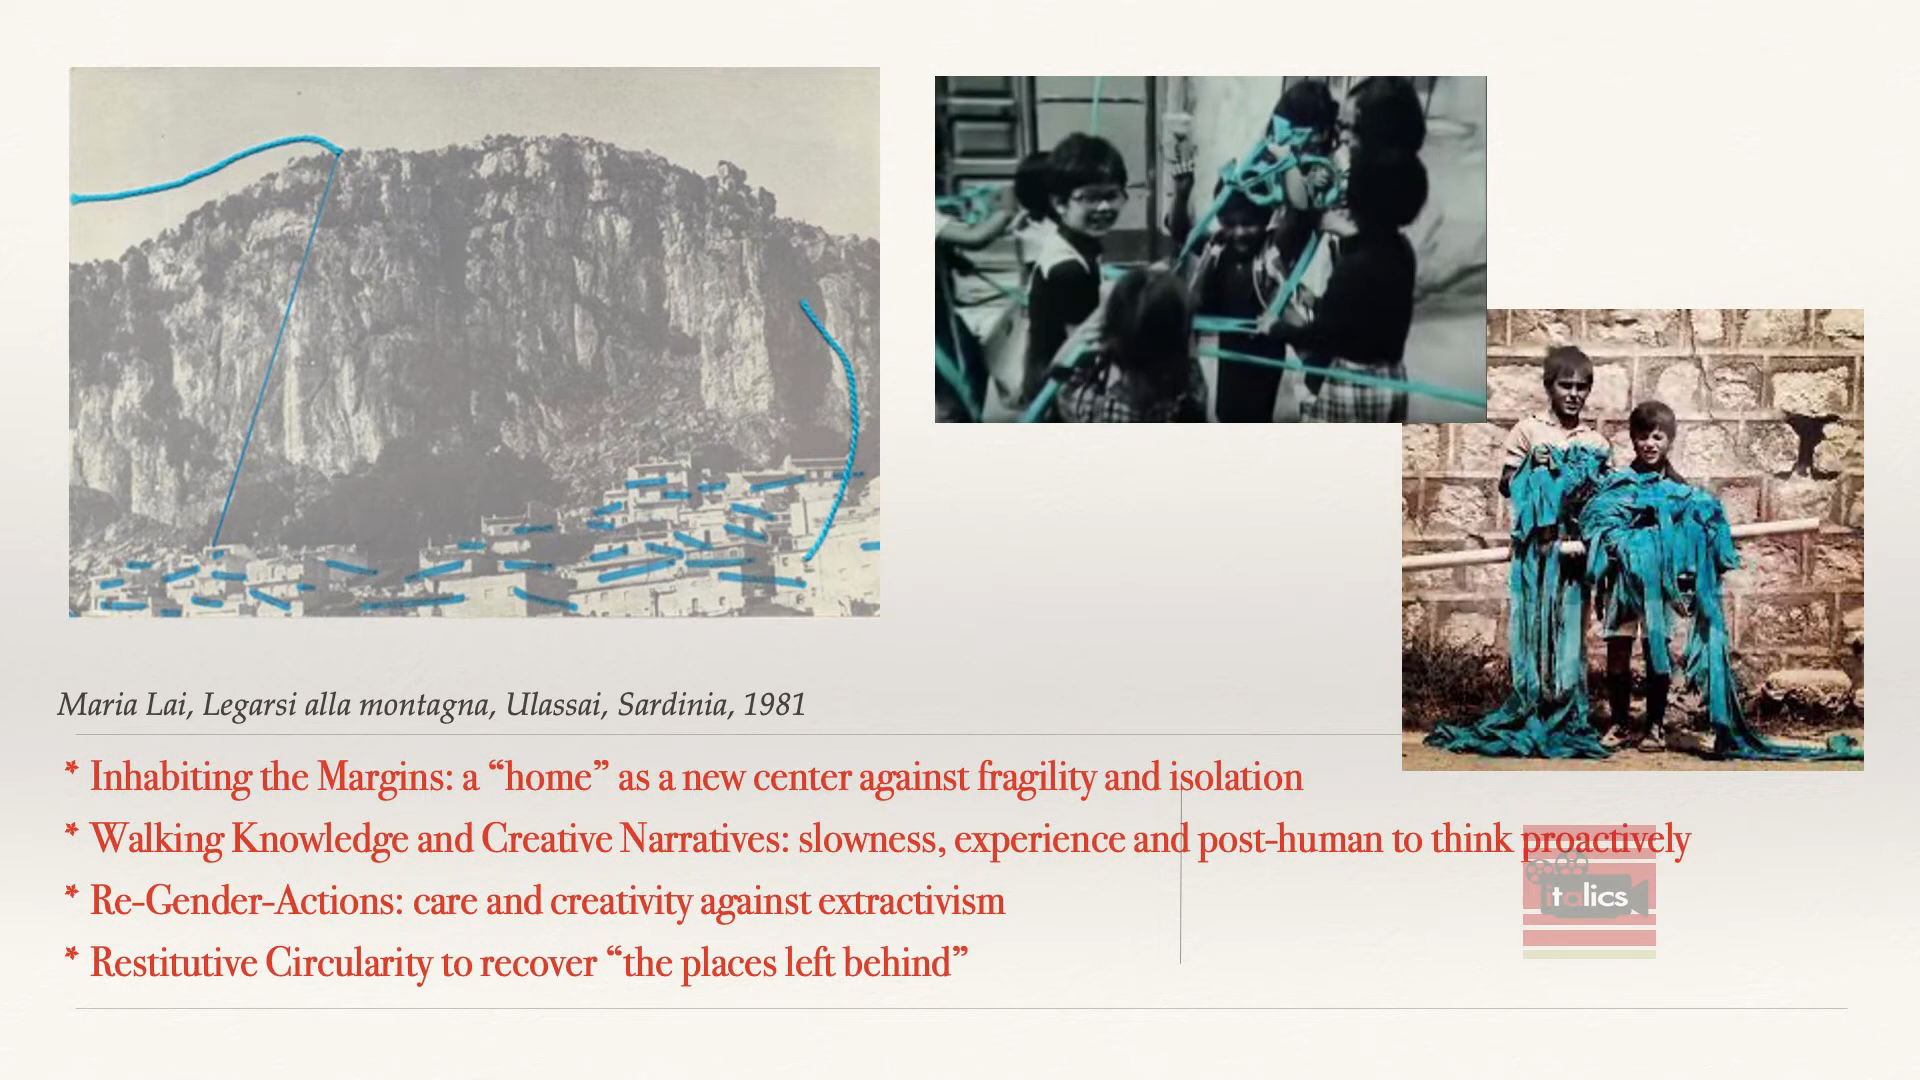 Maria Lai, Legarsi alla montagna, Ulassai, Sardinia, 1981
* Inhabiting the Margins: a “home” as a new center against fragility and isolation
* Walking Knowledge and Creative Narratives: slowness, experience and post-human to think proactively
* Re-Gender-Actions: care and creativity against extractivism
* Restitutive Circularity to recover “the places left behind”
italics